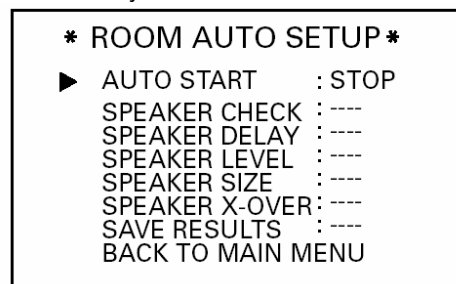 * ROOM AUTO SETUP *
▶ AUTO START : STOP
SPEAKER CHECK : ----
SPEAKER DELAY : ----
SPEAKER LEVEL : ----
SPEAKER SIZE : ----
SPEAKER X-OVER : ----
SAVE RESULTS : ----
BACK TO MAIN MENU